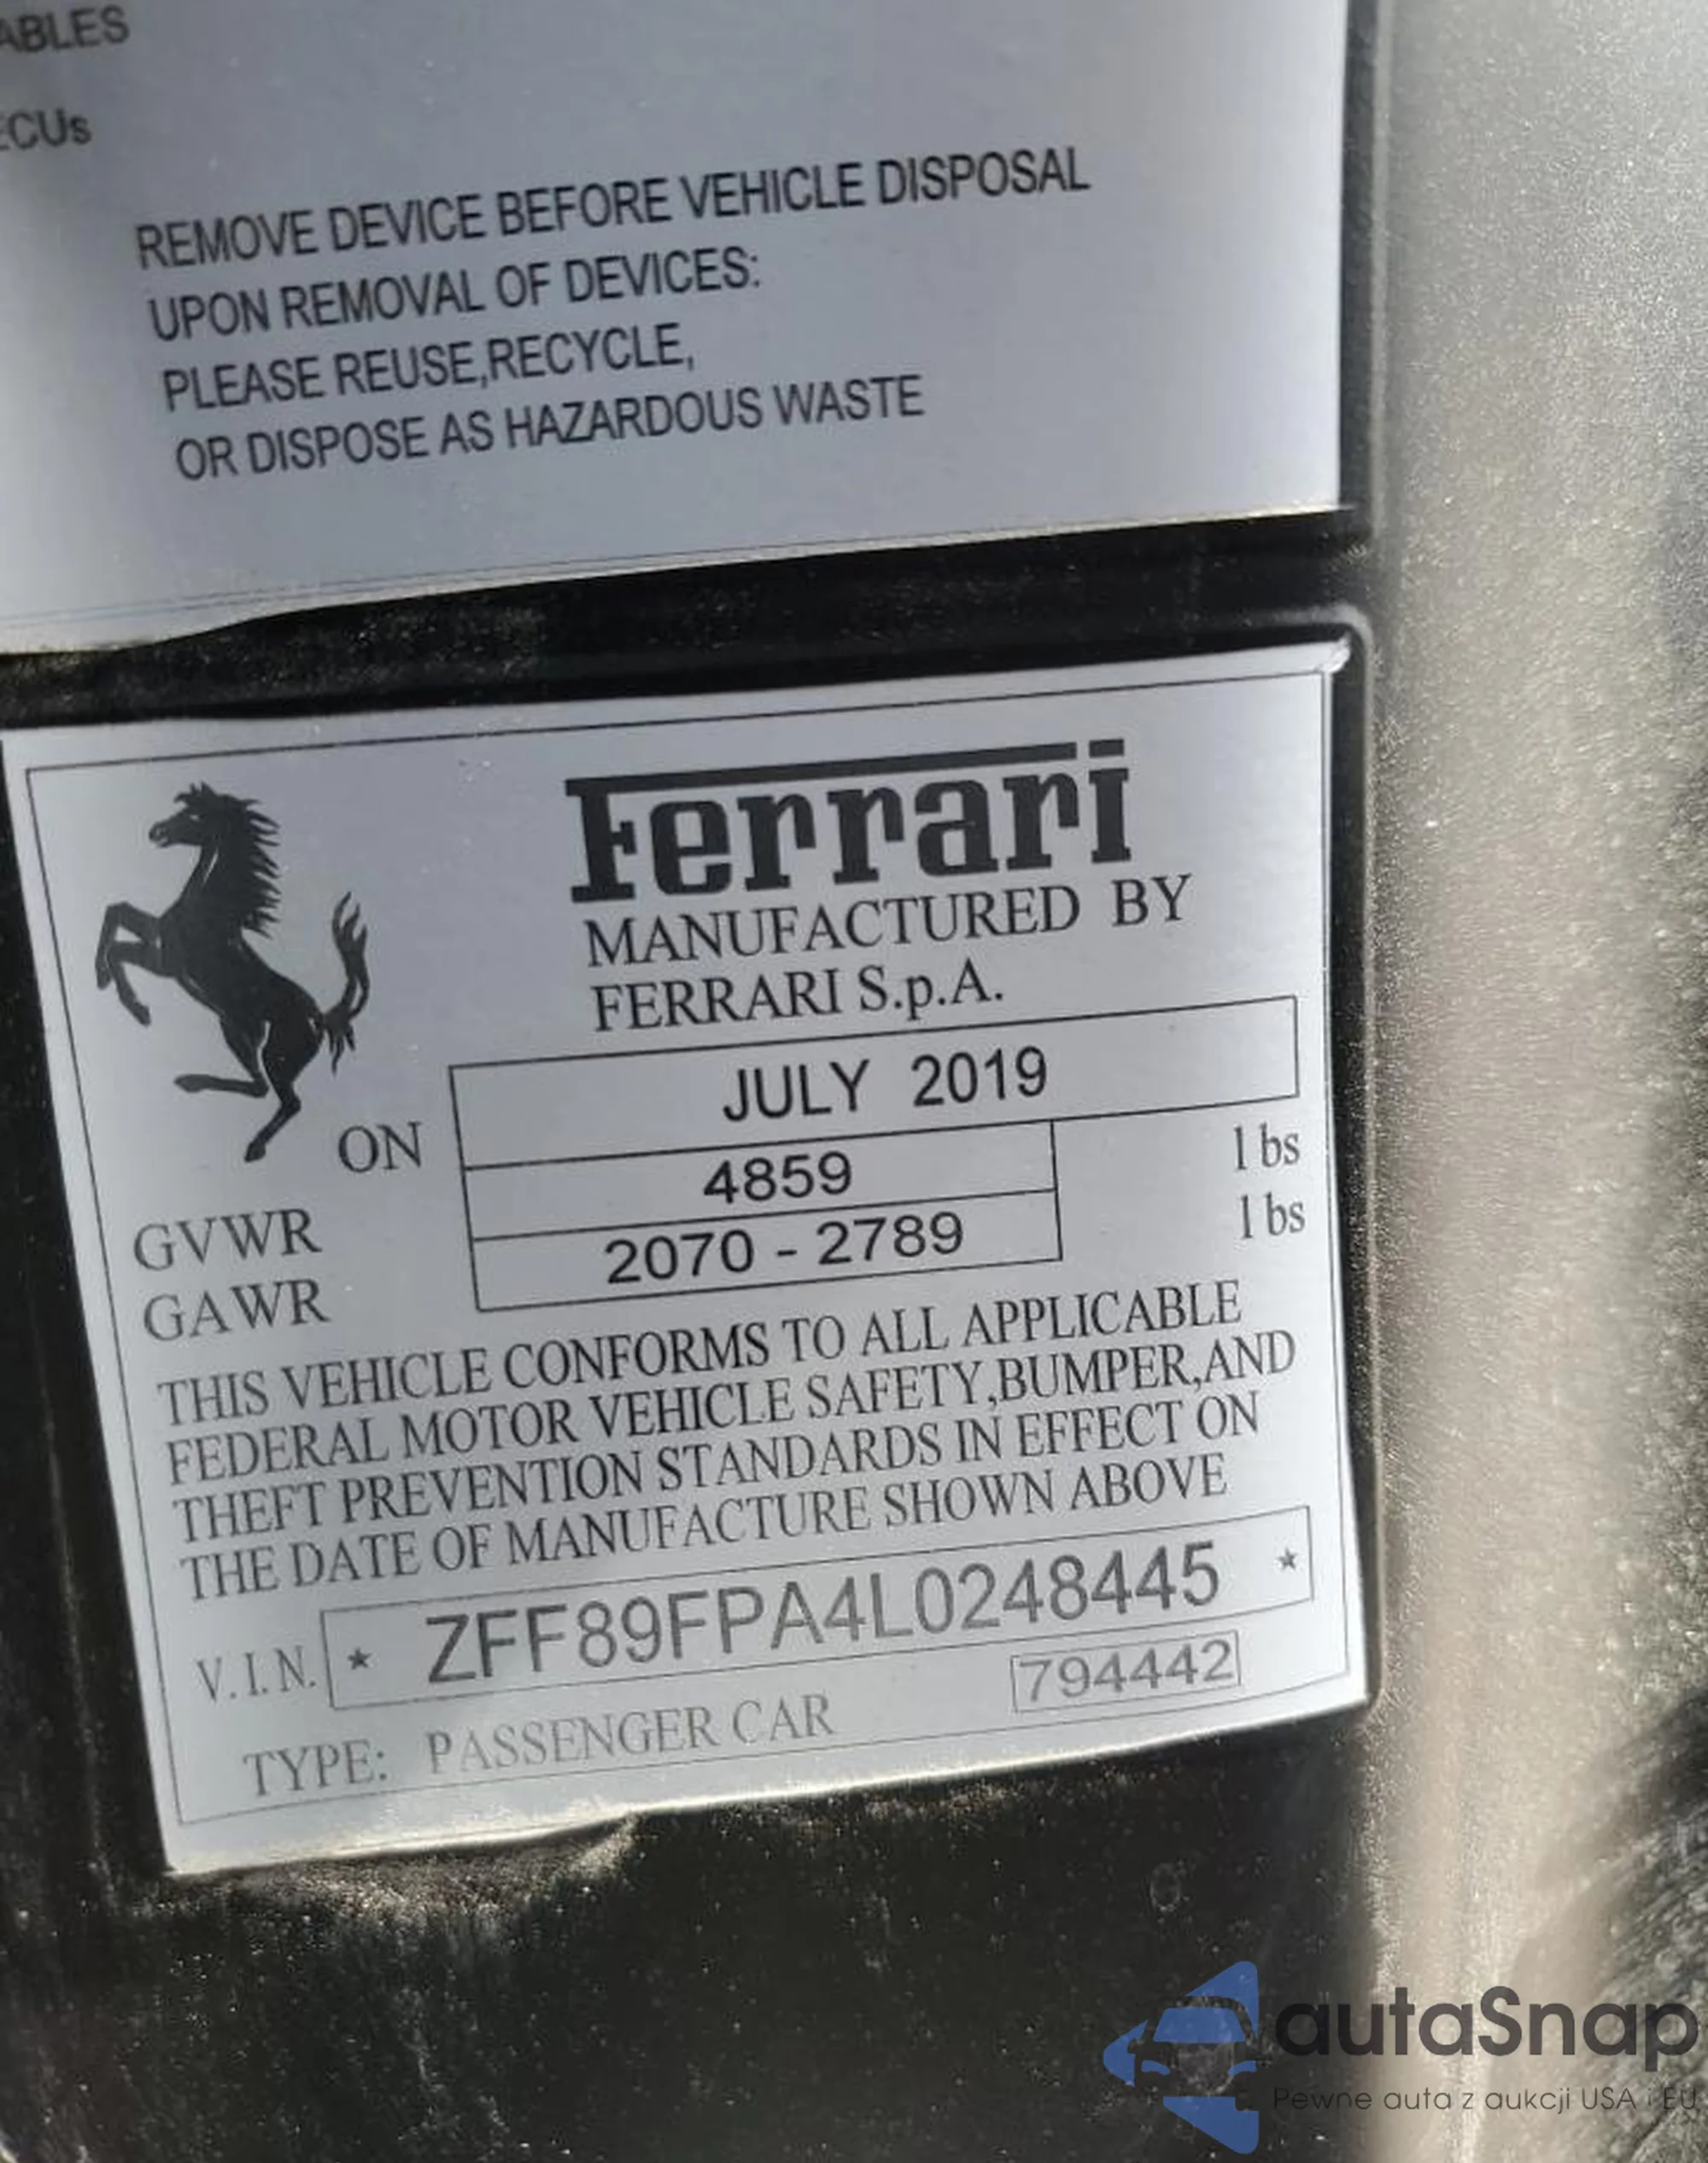 ABLES
ECUs
REMOVE DEVICE BEFORE VEHICLE DISPOSAL
UPON REMOVAL OF DEVICES:
PLEASE REUSE,RECYCLE,
OR DISPOSE AS HAZARDOUS WASTE
Ferrari
MANUFACTURED BY
FERRARI S.p.A.
ON JULY 2019
GVWR 4859 lbs
GAWR 2070 - 2789 lbs
THIS VEHICLE CONFORMS TO ALL APPLICABLE
FEDERAL MOTOR VEHICLE SAFETY,BUMPER,AND
THEFT PREVENTION STANDARDS IN EFFECT ON
THE DATE OF MANUFACTURE SHOWN ABOVE
V.I.N. * ZFF89FPA4L0248445 *
794442
TYPE: PASSENGER CAR
autaSnap
Pewne auta z aukcji USA i EU